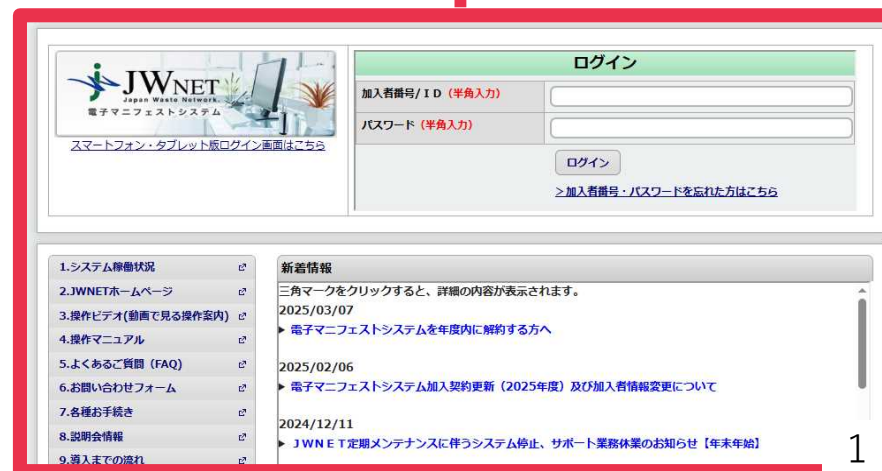 JWNET
Japan Waste Network.
電子マニフェストシステム
スマートフォン・タブレット版ログイン画面はこちら
ログイン
加入者番号/ＩＤ（半角入力）
パスワード（半角入力）
ログイン
＞加入者番号・パスワードを忘れた方はこちら
1.システム稼働状況
2.JWNETホームページ
3.操作ビデオ(動画で見る操作案内)
4.操作マニュアル
5.よくあるご質問（FAQ）
6.お問い合わせフォーム
7.各種お手続き
8.説明会情報
9.導入までの流れ
新着情報
三角マークをクリックすると、詳細の内容が表示されます。
2025/03/07
▶ 電子マニフェストシステムを年度内に解約する方へ
2025/02/06
▶ 電子マニフェストシステム加入契約更新（2025年度）及び加入者情報変更について
2024/12/11
▶ ＪＷＮＥＴ定期メンテナンスに伴うシステム停止、サポート業務休業のお知らせ【年末年始】
1